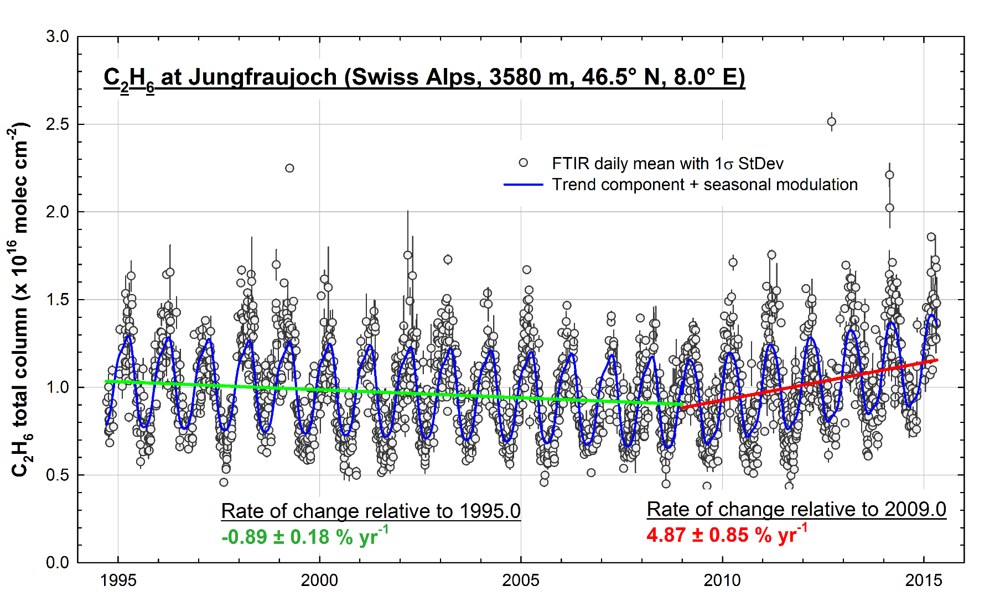 C2H6 at Jungfraujoch (Swiss Alps, 3580 m, 46.5° N, 8.0° E)
FTIR daily mean with 1σ StDev
Trend component + seasonal modulation
C2H6 total column (x 10^16 molec cm^-2)
3.0
2.5
2.0
1.5
1.0
0.5
0.0
Rate of change relative to 1995.0
-0.89 ± 0.18 % yr^-1
Rate of change relative to 2009.0
4.87 ± 0.85 % yr^-1
1995
2000
2005
2010
2015